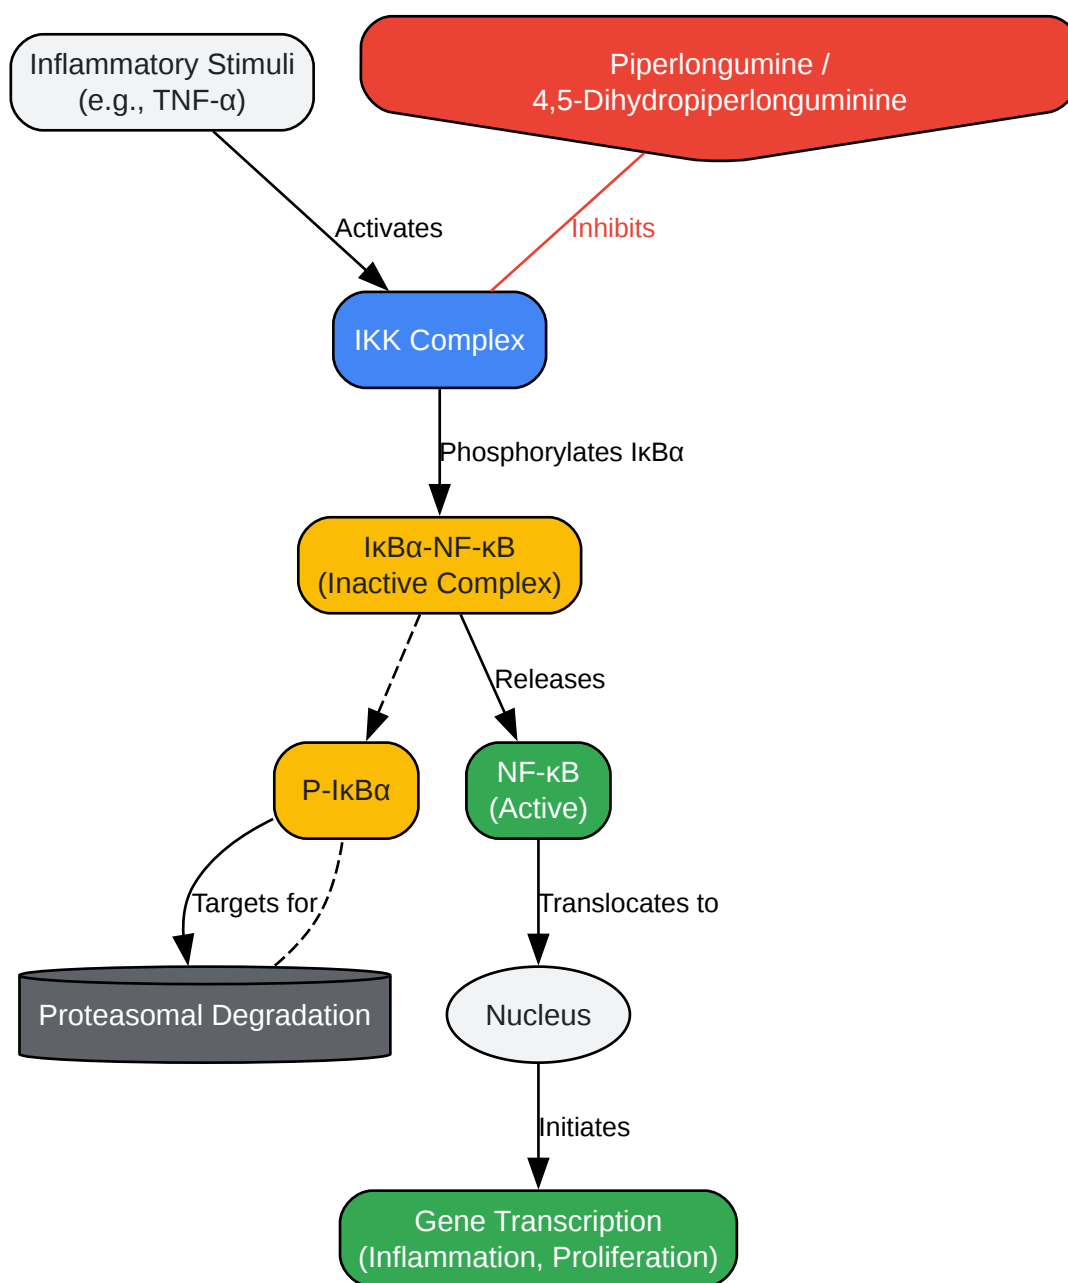 Inflammatory Stimuli
(e.g., TNF-α)
Piperlongumine /
4,5-Dihydropiperlonguminine
Activates
Inhibits
IKK Complex
Phosphorylates IκBα
IκBα-NF-κB
(Inactive Complex)
Releases
P-IκBα
NF-κB
(Active)
Targets for
Translocates to
Proteasomal Degradation
Nucleus
Initiates
Gene Transcription
(Inflammation, Proliferation)